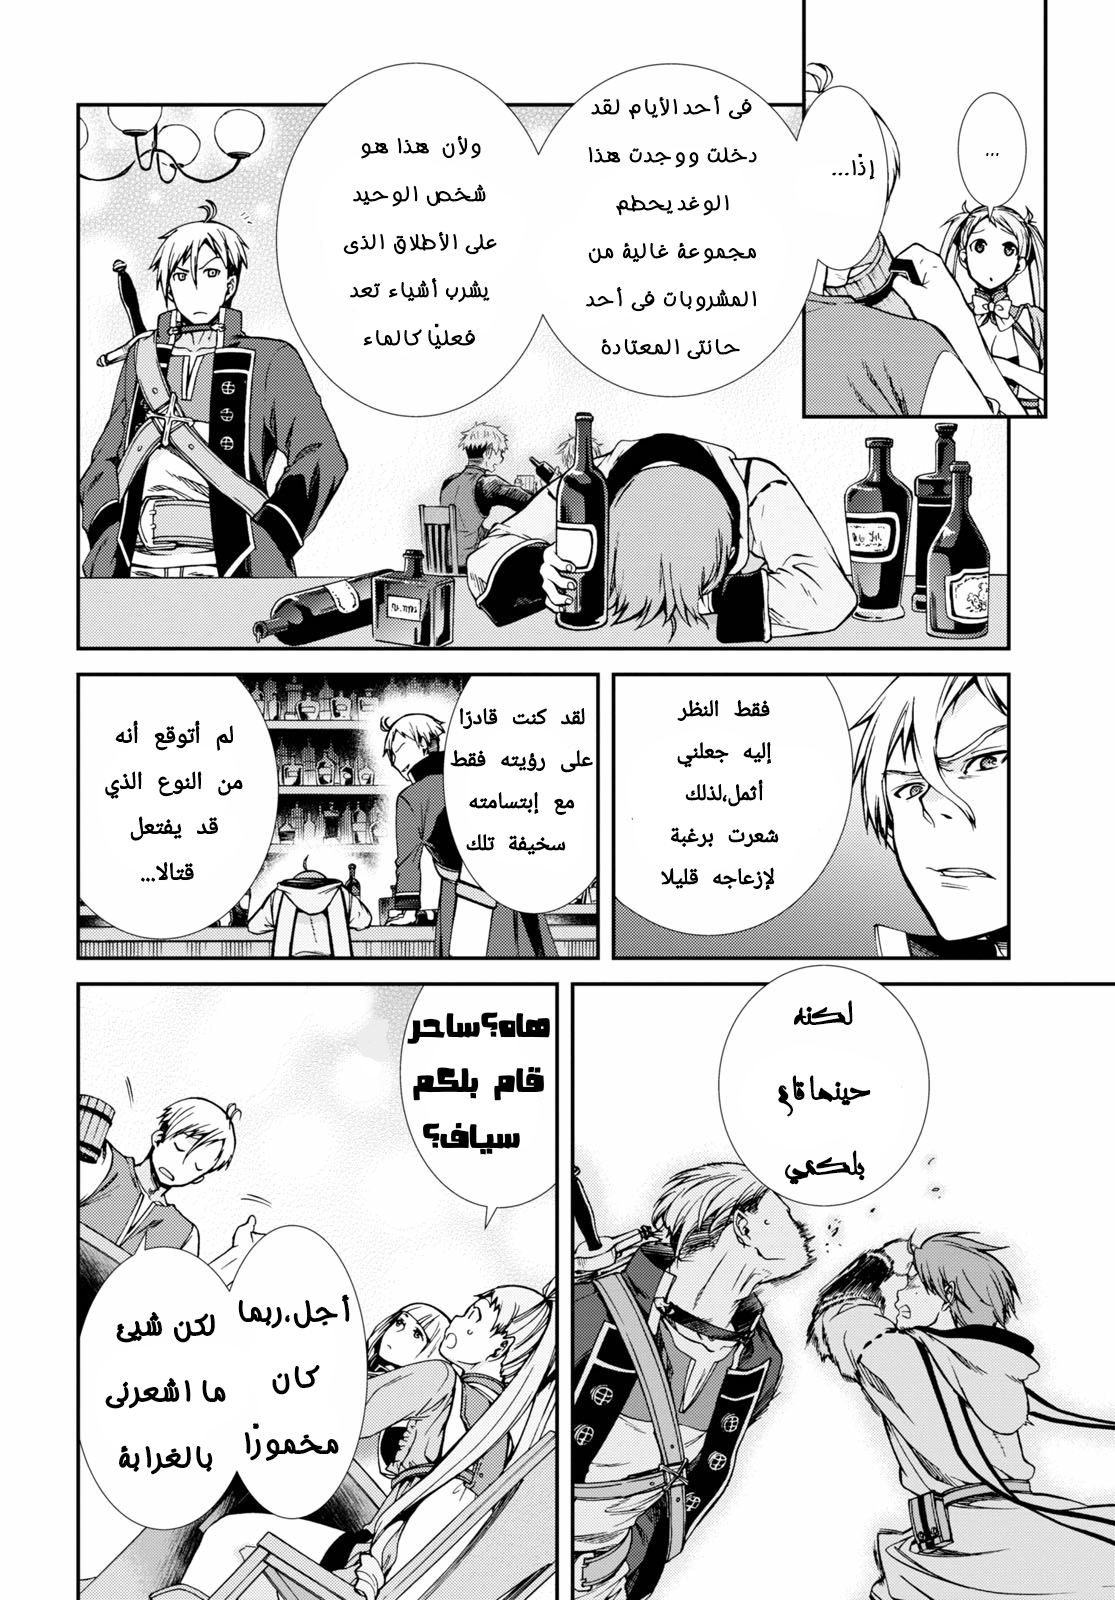 ...
إذًا...
فى أحد الأيام لقد
دخلت ووجدت هذا
الوغد يحطم
مجموعة غالية من
المشروبات فى أحد
حانتى المعتادة
ولأن هذا هو
شخص الوحيد
على الأطلاق الذى
يشرب أشياء تعد
فعليًا كالماء
فقط النظر
إليه جعلني
أثمل،لذلك
شعرت برغبة
لإزعاجه قليلا
لقد كنت قادرًا
على رؤيته فقط
مع إبتسامته
سخيفة تلك
لم أتوقع أنه
من النوع الذي
قد يفتعل
قتالا...
لكنه
حينها قام
بلكمي
هاه؟ساحر
قام بلكم
سياف؟
أجل،ربما
كان
مخمورًا
لكن شيئ
ما اشعرنى
بالغرابة